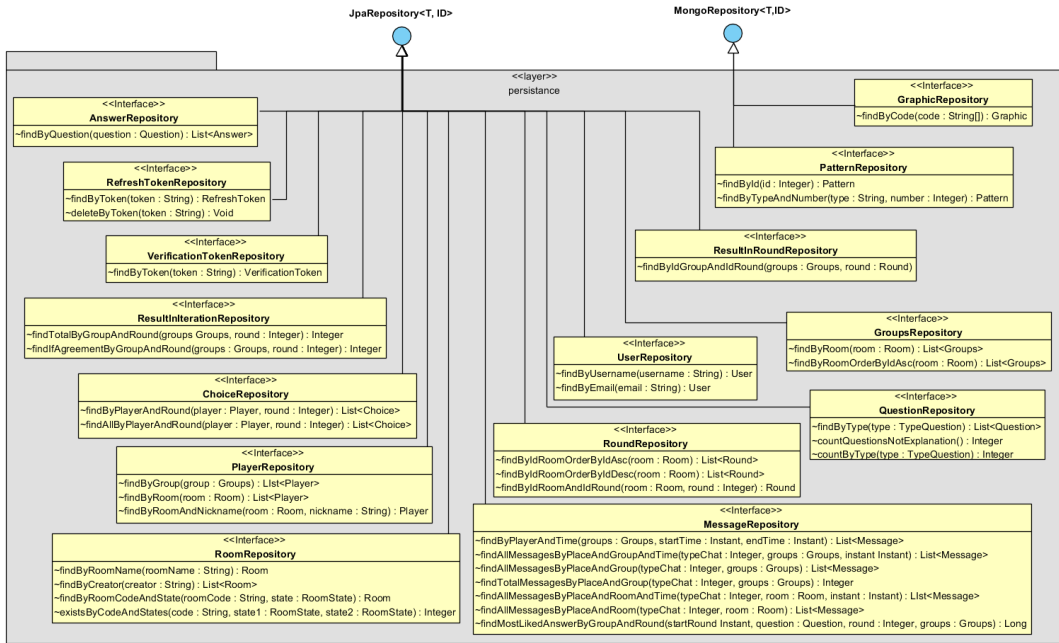 JpaRepository<T, ID>
MongoRepository<T,ID>
<<layer>>
persistance
<<Interface>>
AnswerRepository
~findByQuestion(question : Question) : List<Answer>
<<Interface>>
GraphicRepository
~findByCode(code : String[]) : Graphic
<<Interface>>
RefreshTokenRepository
~findByToken(token : String) : RefreshToken
~deleteByToken(token : String) : Void
<<Interface>>
PatternRepository
~findById(id : Integer) : Pattern
~findByTypeAndNumber(type : String, number : Integer) : Pattern
<<Interface>>
VerificationTokenRepository
~findByToken(token : String) : VerificationToken
<<Interface>>
ResultInRoundRepository
~findByIdGroupAndIdRound(groups : Groups, round : Round)
<<Interface>>
ResultInIterationRepository
~findTotalByGroupAndRound(groups Groups, round : Integer) : Integer
~findIfAgreementByGroupAndRound(groups : Groups, round : Integer) : Integer
<<Interface>>
GroupsRepository
~findByRoom(room : Room) : List<Groups>
~findByRoomOrderByIdAsc(room : Room) : List<Groups>
<<Interface>>
UserRepository
~findByUsername(username : String) : User
~findByEmail(email : String) : User
<<Interface>>
ChoiceRepository
~findByPlayerAndRound(player : Player, round : Integer) : List<Choice>
~findAllByPlayerAndRound(player : Player, round : Integer) : List<Choice>
<<Interface>>
QuestionRepository
~findByType(type : TypeQuestion) : List<Question>
~countQuestionsNotExplanation() : Integer
~countByType(type : TypeQuestion) : Integer
<<Interface>>
RoundRepository
~findByIdRoomOrderByIdAsc(room : Room) : List<Round>
~findByIdRoomOrderByIdDesc(room : Room) : List<Round>
~findByIdRoomAndIdRound(room : Room, round : Integer) : Round
<<Interface>>
PlayerRepository
~findByGroup(group : Groups) : LIst<Player>
~findByRoom(room : Room) : List<Player>
~findByRoomAndNickname(room : Room, nickname : String) : Player
<<Interface>>
MessageRepository
~findByPlayerAndTime(groups : Groups, startTime : Instant, endTime : Instant) : List<Message>
~findAllMessagesByPlaceAndGroupAndTime(typeChat : Integer, groups : Groups, instant Instant) : List<Message>
~findAllMessagesByPlaceAndGroup(typeChat : Integer, groups : Groups) : List<Message>
~findTotalMessagesByPlaceAndGroup(typeChat : Integer, groups : Groups) : Integer
~findAllMessagesByPlaceAndRoomAndTime(typeChat : Integer, room : Room, instant : Instant) : LIst<Message>
~findAllMessagesByPlaceAndRoom(typeChat : Integer, room : Room) : LIst<Message>
~findMostLikedAnswerByGroupAndRound(startRound Instant, question : Question, round : Integer, groups : Groups) : Long
<<Interface>>
RoomRepository
~findByRoomName(roomName : String) : Room
~findByCreator(creator : String) : List<Room>
~findByRoomCodeAndState(roomCode : String, state : RoomState) : Room
~existsByCodeAndStates(code : String, state1 : RoomState, state2 : RoomState) : Integer